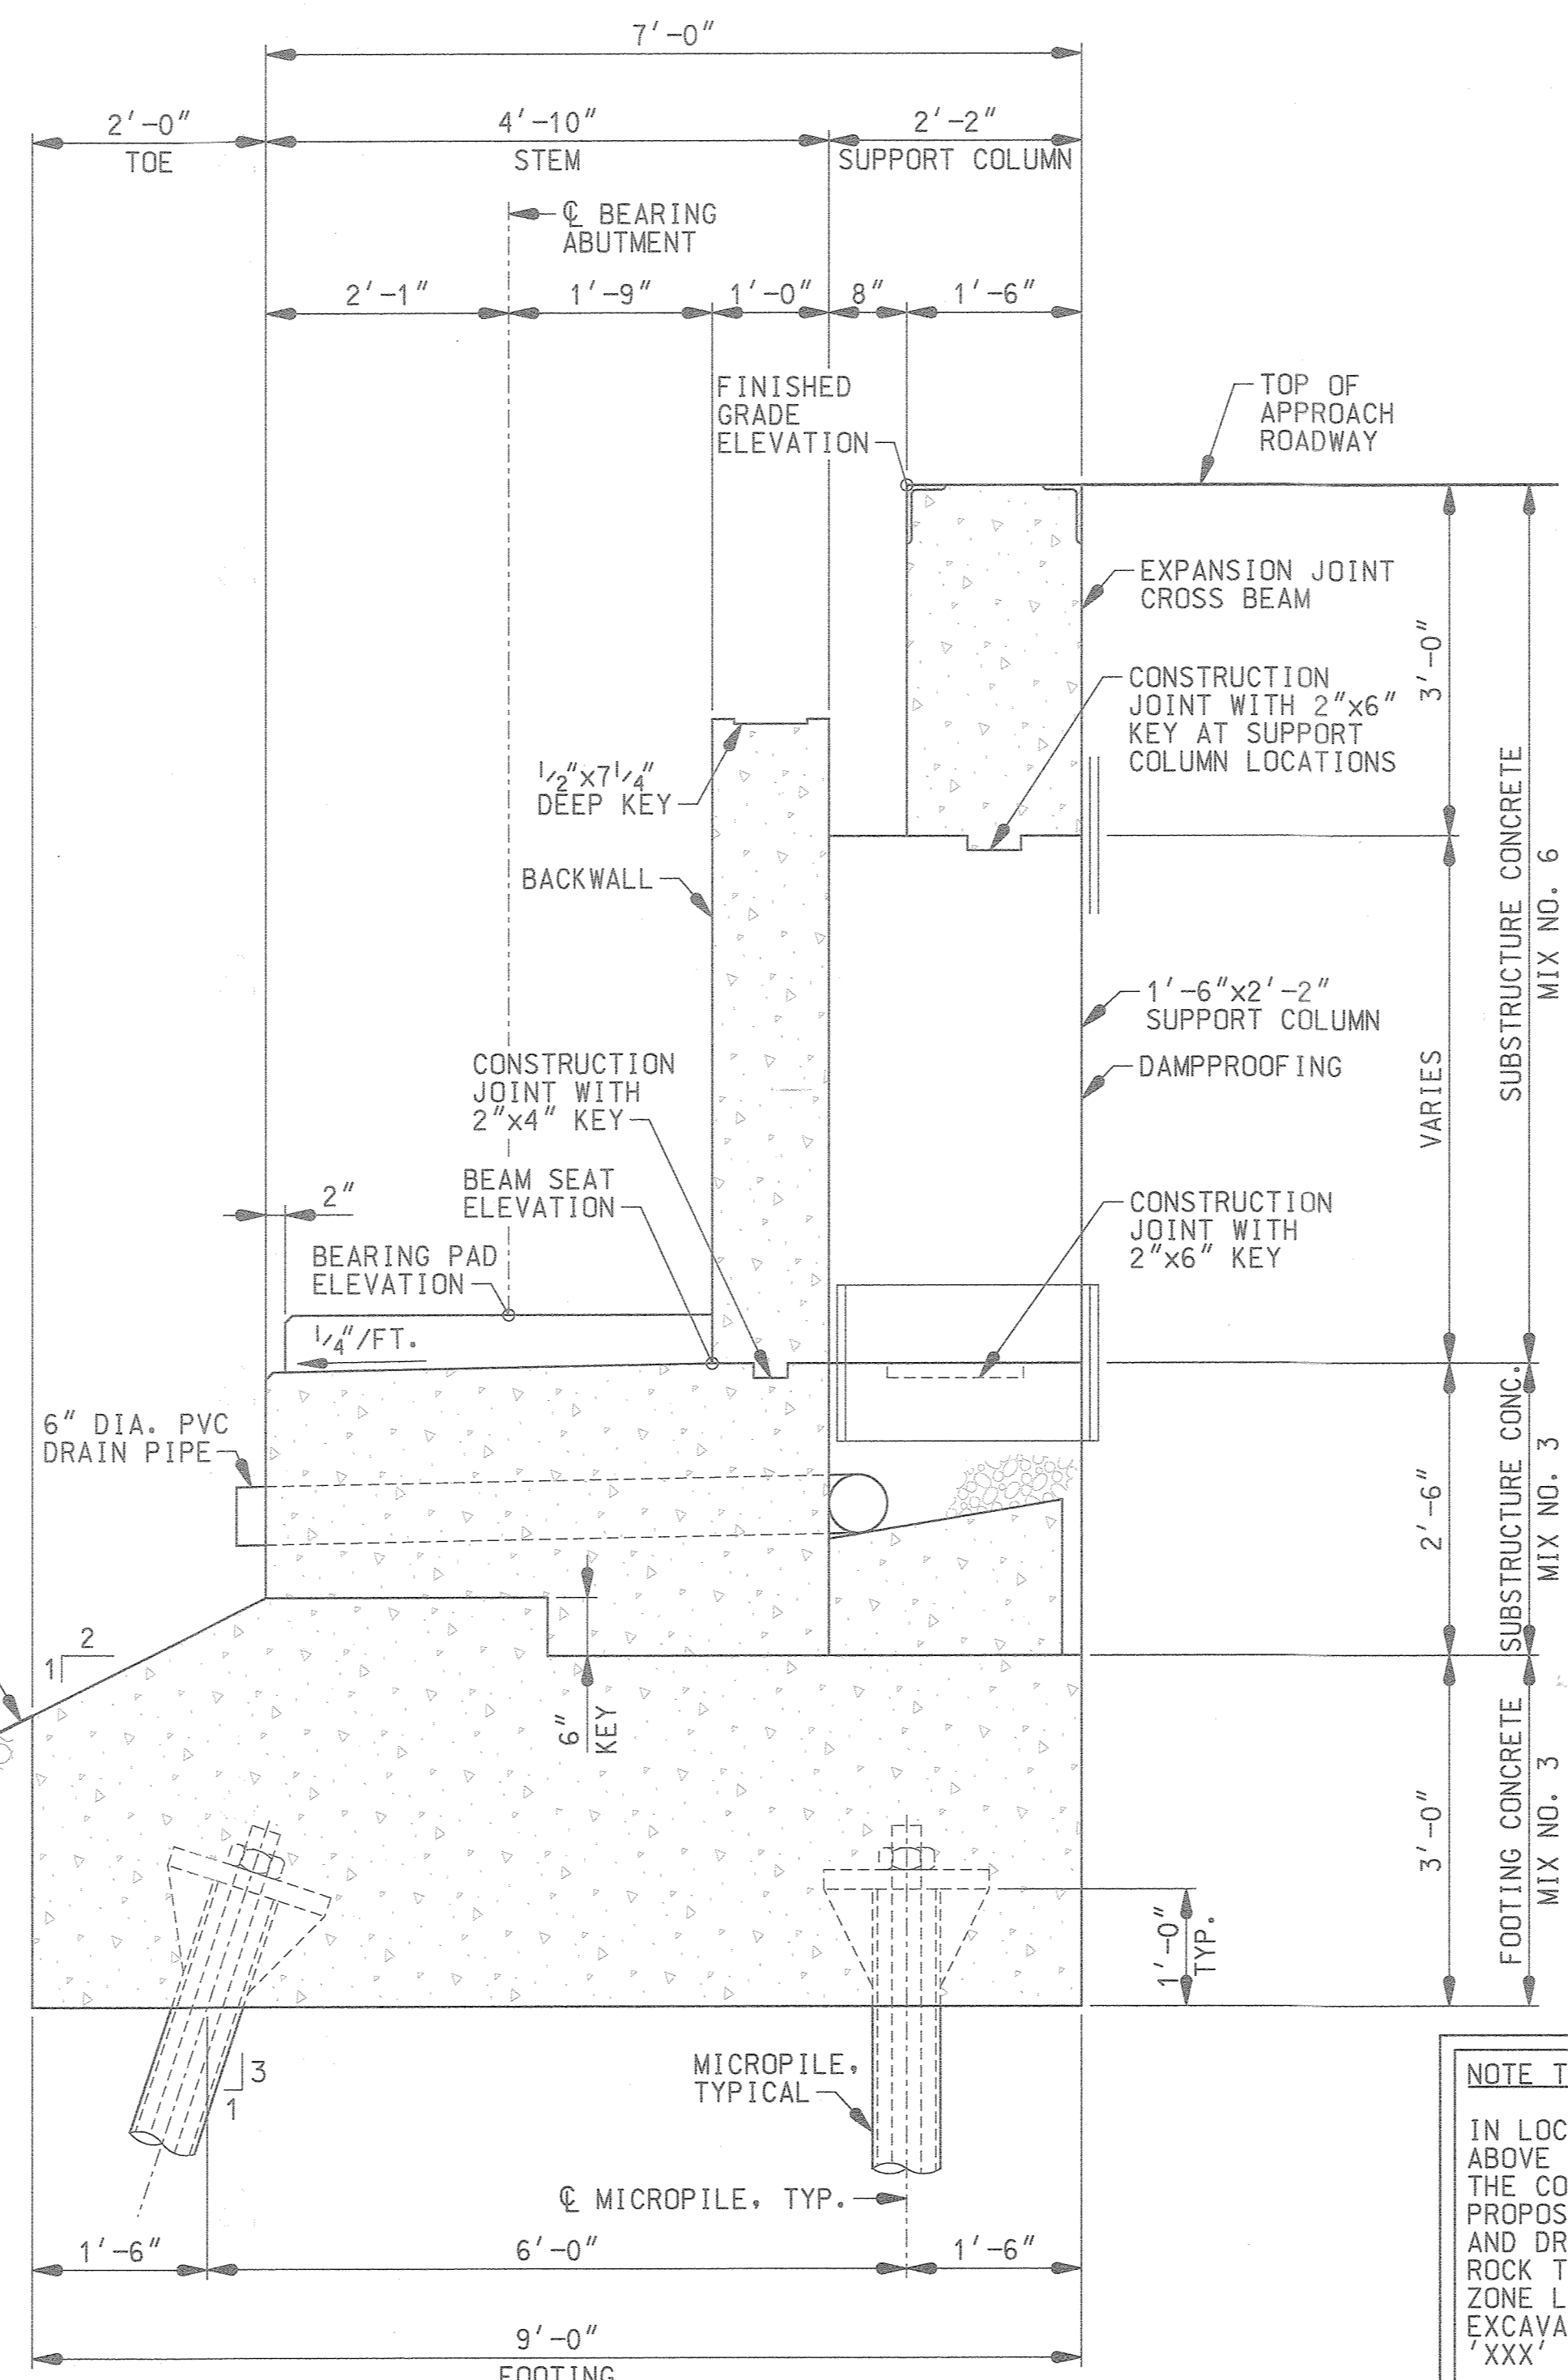 7'-0"
2'-0"
TOE
4'-10"
STEM
2'-2"
SUPPORT COLUMN
℄ BEARING
ABUTMENT
2'-1"
1'-9"
1'-0"
8"
1'-6"
FINISHED
GRADE
ELEVATION
TOP OF
APPROACH
ROADWAY
EXPANSION JOINT
CROSS BEAM
3'-0"
CONSTRUCTION
JOINT WITH 2"x6"
KEY AT SUPPORT
COLUMN LOCATIONS
1/2"x7 1/4"
DEEP KEY
BACKWALL
SUBSTRUCTURE CONCRETE
MIX NO. 6
1'-6"x2'-2"
SUPPORT COLUMN
DAMPPROOFING
VARIES
CONSTRUCTION
JOINT WITH
2"x4" KEY
BEAM SEAT
ELEVATION
2"
BEARING PAD
ELEVATION
CONSTRUCTION
JOINT WITH
2"x6" KEY
1/4"/FT.
6" DIA. PVC
DRAIN PIPE
2'-6"
SUBSTRUCTURE CONC.
MIX NO. 3
2
1
6"
KEY
3'-0"
FOOTING CONCRETE
MIX NO. 3
1'-0"
TYP.
3
1
MICROPILE,
TYPICAL
℄ MICROPILE, TYP.
1'-6"
6'-0"
1'-6"
9'-0"
FOOTING
NOTE T
IN LOC
ABOVE
THE CO
PROPOS
AND DR
ROCK T
ZONE L
EXCAVA
'XXX'